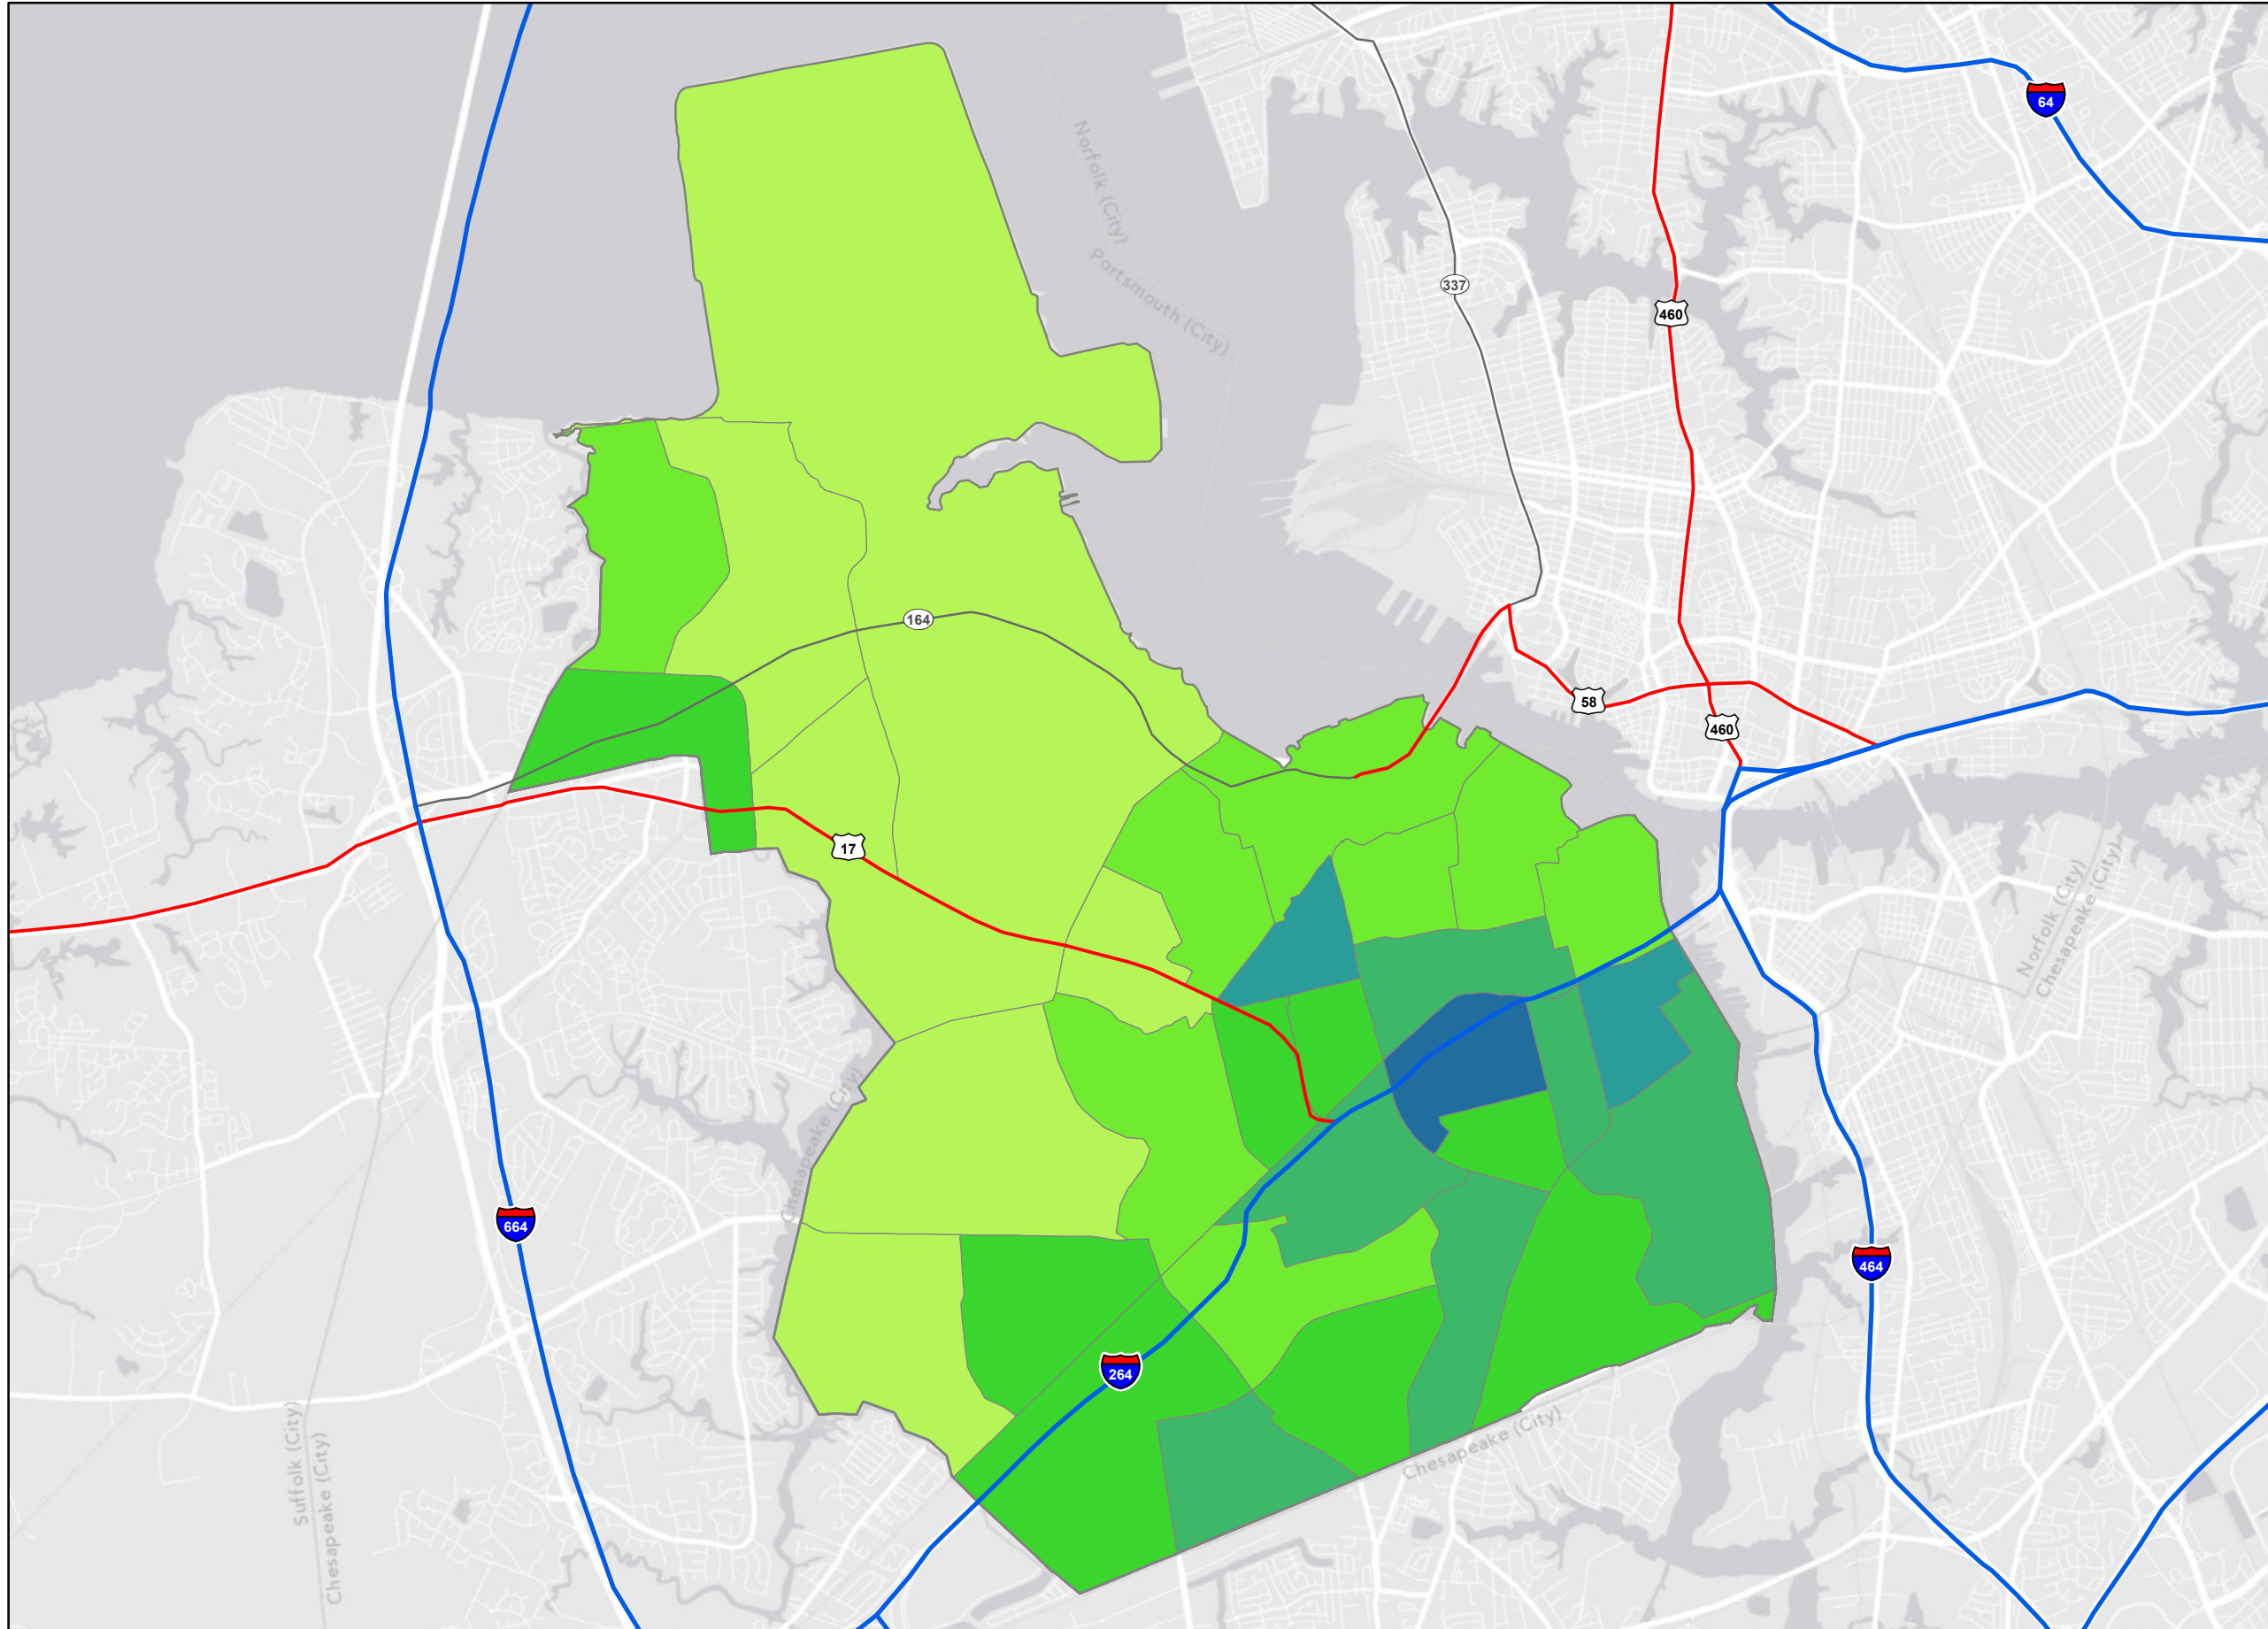 64
Norfolk (City)
Portsmouth (City)
337
460
164
58
460
17
Norfolk (City)
Chesapeake (City)
Chesapeake (City)
664
464
264
Suffolk (City)
Chesapeake (City)
Chesapeake (City)